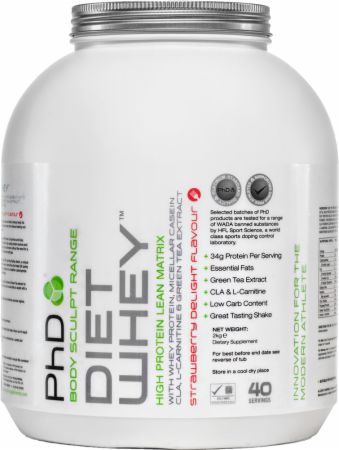 PhD
BODY SCULPT RANGE
DIET
WHEY™
HIGH PROTEIN LEAN MATRIX
WITH WHEY PROTEIN, MICELLAR CASEIN
CLA, L-CARNITINE & GREEN TEA EXTRACT
strawberry delight flavour
Selected batches of PhD
products are tested for a range
of WADA banned substances
by HFL Sport Science, a world
class sports doping control
laboratory.
+ 34g Protein Per Serving
+ Essential Fats
+ Green Tea Extract
+ CLA & L-Carnitine
+ Low Carb Content
+ Great Tasting Shake
NET WEIGHT:
2kg e
Dietary Supplement
For best before end date see
reverse of tub
Store in a cool dry place
40
SERVINGS
INNOVATION FOR THE
MODERN ATHLETE